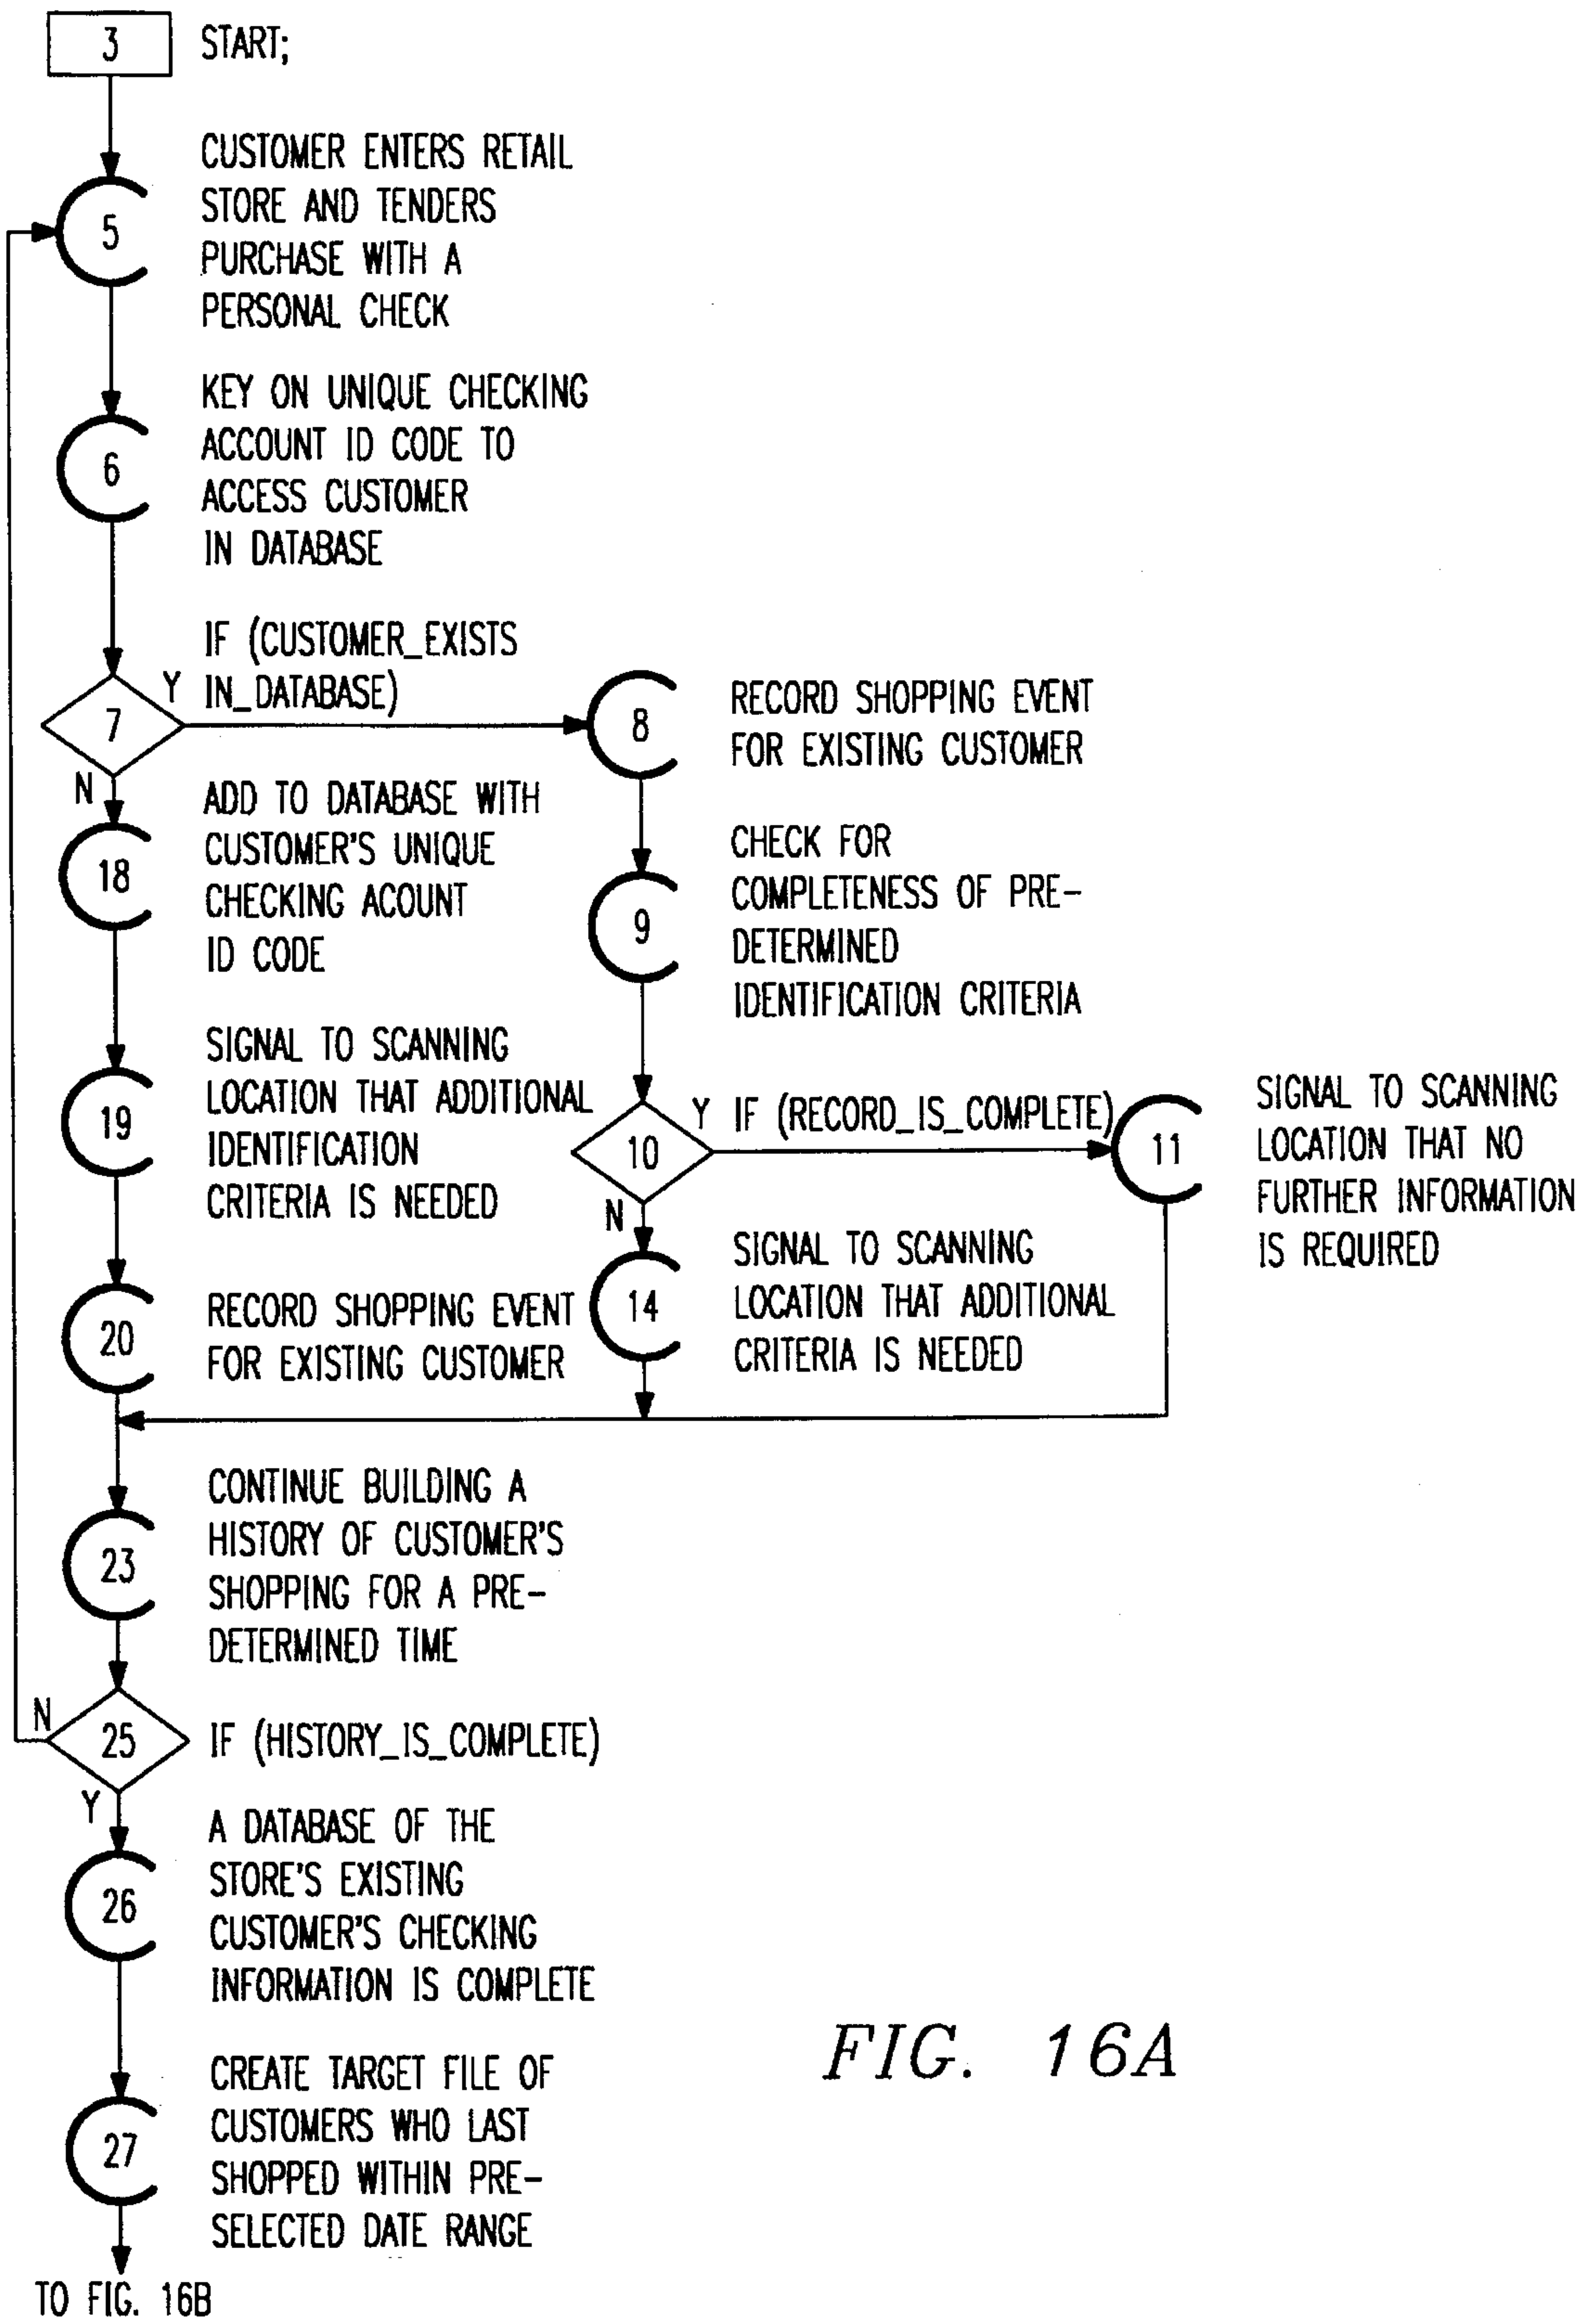 3 START;
CUSTOMER ENTERS RETAIL
STORE AND TENDERS
PURCHASE WITH A
PERSONAL CHECK
5
KEY ON UNIQUE CHECKING
ACCOUNT ID CODE TO
ACCESS CUSTOMER
IN DATABASE
6
IF (CUSTOMER_EXISTS
IN_DATABASE)
Y
7
N
RECORD SHOPPING EVENT
FOR EXISTING CUSTOMER
8
ADD TO DATABASE WITH
CUSTOMER'S UNIQUE
CHECKING ACOUNT
ID CODE
18
CHECK FOR
COMPLETENESS OF PRE-
DETERMINED
IDENTIFICATION CRITERIA
9
SIGNAL TO SCANNING
LOCATION THAT ADDITIONAL
IDENTIFICATION
CRITERIA IS NEEDED
19
Y IF (RECORD_IS_COMPLETE)
10
N
SIGNAL TO SCANNING
LOCATION THAT NO
FURTHER INFORMATION
IS REQUIRED
11
RECORD SHOPPING EVENT
FOR EXISTING CUSTOMER
20
SIGNAL TO SCANNING
LOCATION THAT ADDITIONAL
CRITERIA IS NEEDED
14
CONTINUE BUILDING A
HISTORY OF CUSTOMER'S
SHOPPING FOR A PRE-
DETERMINED TIME
23
N
25 IF (HISTORY_IS_COMPLETE)
Y
A DATABASE OF THE
STORE'S EXISTING
CUSTOMER'S CHECKING
INFORMATION IS COMPLETE
26
CREATE TARGET FILE OF
CUSTOMERS WHO LAST
SHOPPED WITHIN PRE-
SELECTED DATE RANGE
27
TO FIG. 16B
FIG. 16A